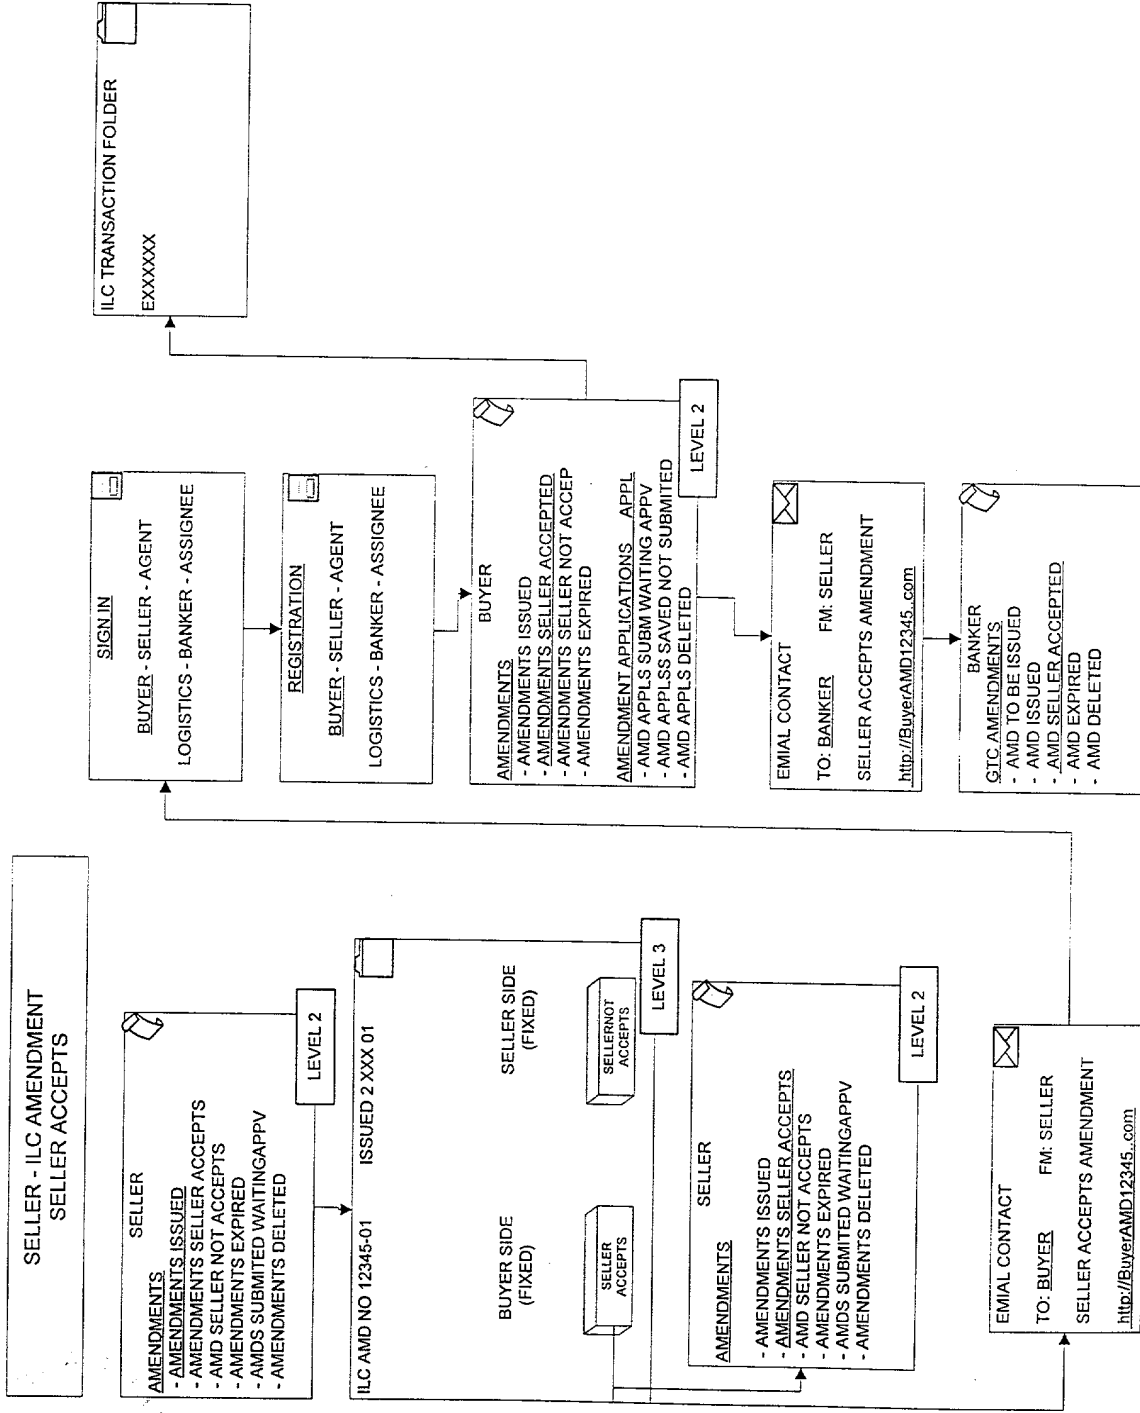 SELLER - ILC AMENDMENT
SELLER ACCEPTS
SELLER
AMENDMENTS
- AMENDMENTS ISSUED
- AMENDMENTS SELLER ACCEPTS
- AMD SELLER NOT ACCEPTS
- AMENDMENTS EXPIRED
- AMDS SUBMITED WAITINGAPPV
- AMENDMENTS DELETED
LEVEL 2
ILC AMD NO 12345-01 ISSUED 2 XXX 01
BUYER SIDE
(FIXED)
SELLER SIDE
(FIXED)
SELLER
ACCEPTS
SELLERNOT
ACCEPTS
LEVEL 3
SELLER
AMENDMENTS
- AMENDMENTS ISSUED
- AMENDMENTS SELLER ACCEPTS
- AMD SELLER NOT ACCEPTS
- AMENDMENTS EXPIRED
- AMDS SUBMITED WAITINGAPPV
- AMENDMENTS DELETED
LEVEL 2
EMIAL CONTACT
TO: BUYER FM: SELLER
SELLER ACCEPTS AMENDMENT
http://BuyerAMD12345..com
SIGN IN
BUYER - SELLER - AGENT
LOGISTICS - BANKER - ASSIGNEE
REGISTRATION
BUYER - SELLER - AGENT
LOGISTICS - BANKER - ASSIGNEE
BUYER
AMENDMENTS
- AMENDMENTS ISSUED
- AMENDMENTS SELLER ACCEPTED
- AMENDMENTS SELLER NOT ACCEP
- AMENDMENTS EXPIRED
AMENDMENT APPLICATIONS APPL
- AMD APPLS SUBM WAITING APPV
- AMD APPLSS SAVED NOT SUBMITED
- AMD APPLS DELETED
LEVEL 2
EMIAL CONTACT
TO: BANKER FM: SELLER
SELLER ACCEPTS AMENDMENT
http://BuyerAMD12345..com
BANKER
GTC AMENDMENTS
- AMD TO BE ISSUED
- AMD ISSUED
- AMD SELLER ACCEPTED
- AMD EXPIRED
- AMD DELETED
ILC TRANSACTION FOLDER
EXXXXXX